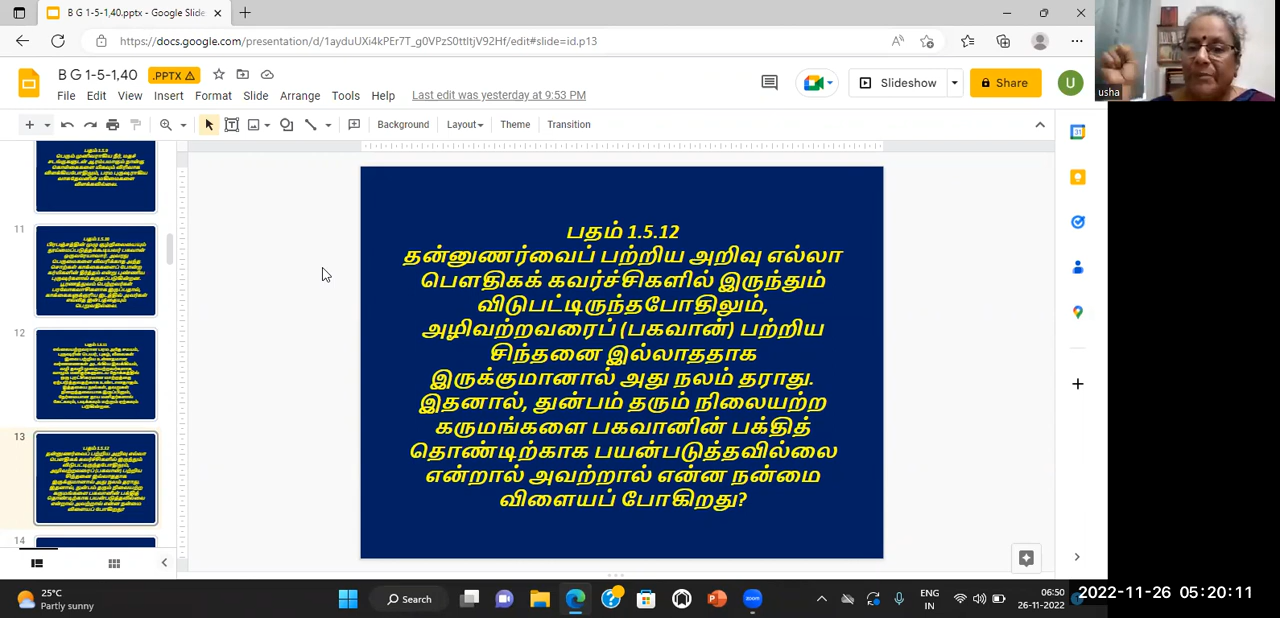 B G 1-5-1,40.pptx - Google Slide
https://docs.google.com/presentation/d/1ayduUXi4kPEr7T_g0VPzS0ttltjV92Hf/edit#slide=id.p13
usha
B G 1-5-1,40 .PPTX
File Edit View Insert Format Slide Arrange Tools Help Last edit was yesterday at 9:53 PM
Slideshow
Share
U
Background Layout Theme Transition
11
12
13
14
பதம் 1.5.12
தன்னுணர்வைப் பற்றிய அறிவு எல்லா
பௌதிகக் கவர்ச்சிகளில் இருந்தும்
விடுபட்டிருந்தபோதிலும்,
அழிவற்றவரைப் (பகவான்) பற்றிய
சிந்தனை இல்லாததாக
இருக்குமானால் அது நலம் தராது.
இதனால், துன்பம் தரும் நிலையற்ற
கருமங்களை பகவானின் பக்தித்
தொண்டிற்காக பயன்படுத்தவில்லை
என்றால் அவற்றால் என்ன நன்மை
விளையப் போகிறது?
25°C
Partly sunny
Search
zoom
ENG
IN
06:50
26-11-2022
2022-11-26 05:20:11